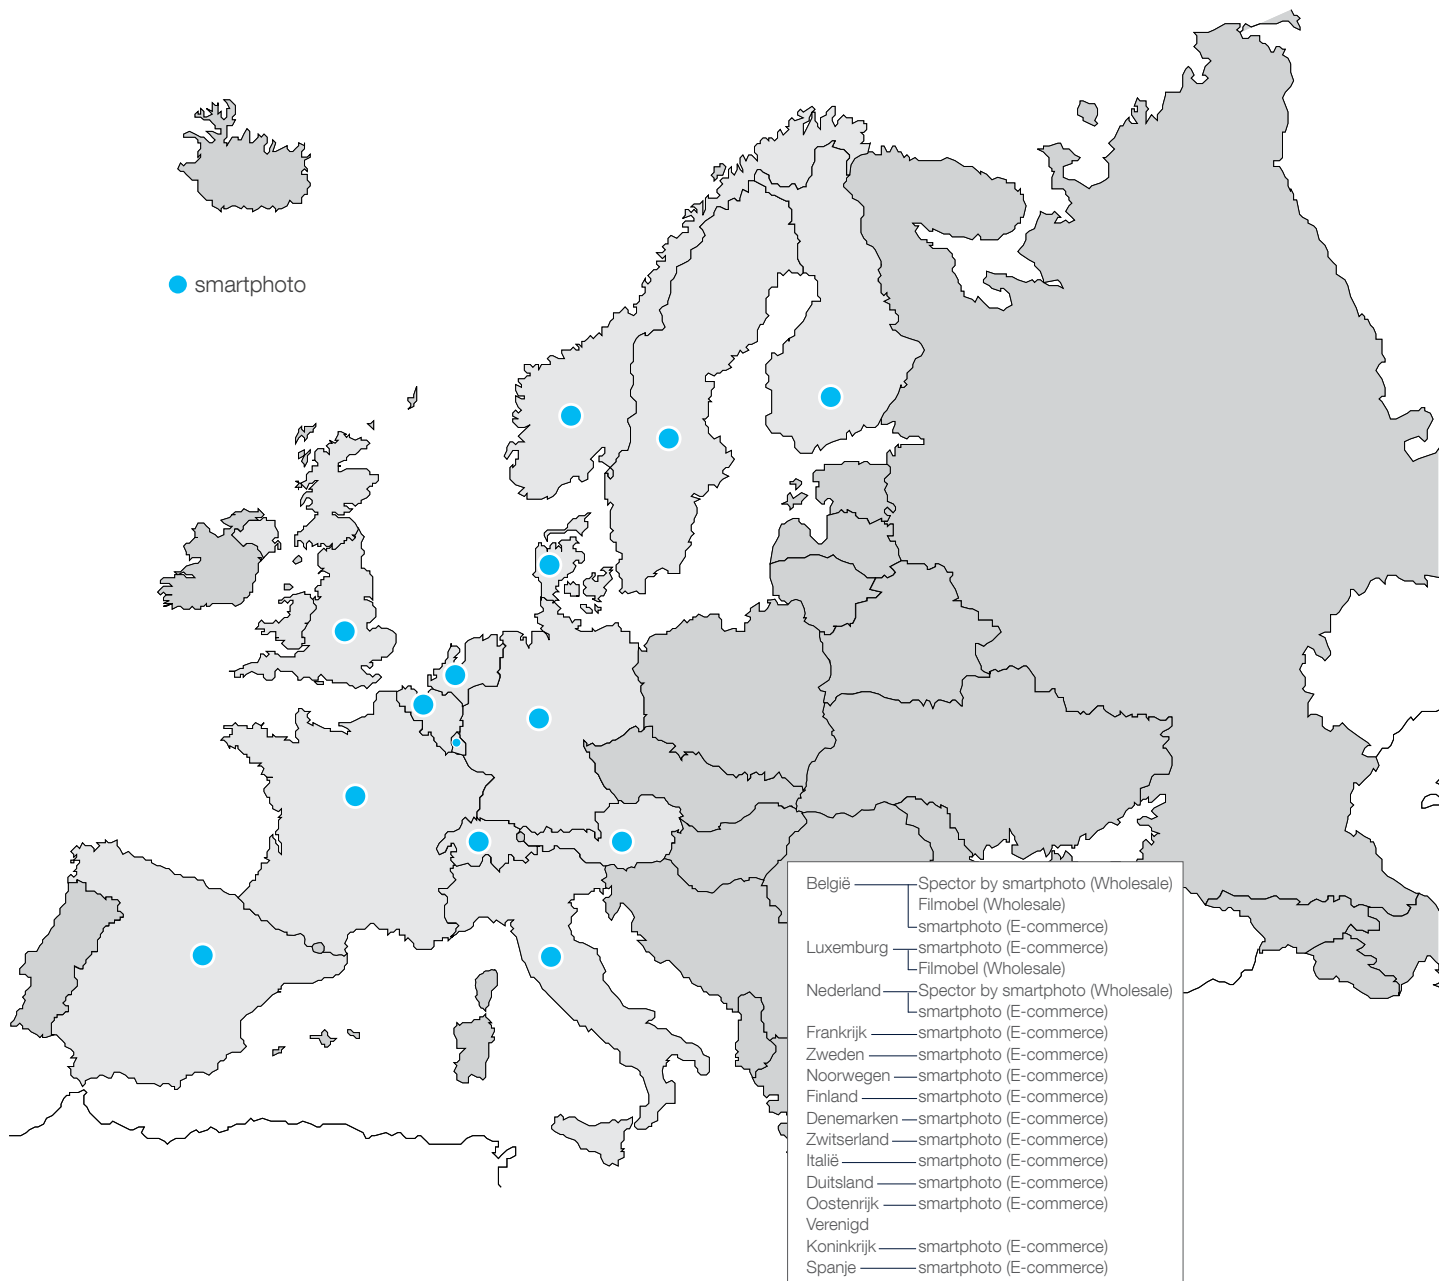 smartphoto
België Spector by smartphoto (Wholesale)
Filmobel (Wholesale)
smartphoto (E-commerce)
Luxemburg smartphoto (E-commerce)
Filmobel (Wholesale)
Nederland Spector by smartphoto (Wholesale)
smartphoto (E-commerce)
Frankrijk smartphoto (E-commerce)
Zweden smartphoto (E-commerce)
Noorwegen smartphoto (E-commerce)
Finland smartphoto (E-commerce)
Denemarken smartphoto (E-commerce)
Zwitserland smartphoto (E-commerce)
Italië smartphoto (E-commerce)
Duitsland smartphoto (E-commerce)
Oostenrijk smartphoto (E-commerce)
Verenigd
Koninkrijk smartphoto (E-commerce)
Spanje smartphoto (E-commerce)